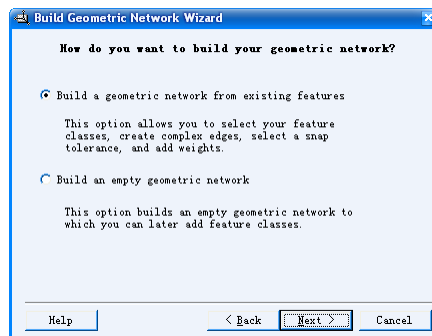 Build Geometric Network Wizard
How do you want to build your geometric network?
Build a geometric network from existing features
This option allows you to select your feature
classes, create complex edges, select a snap
tolerance, and add weights.
Build an empty geometric network
This option builds an empty geometric network to
which you can later add feature classes.
Help
< Back
Next >
Cancel